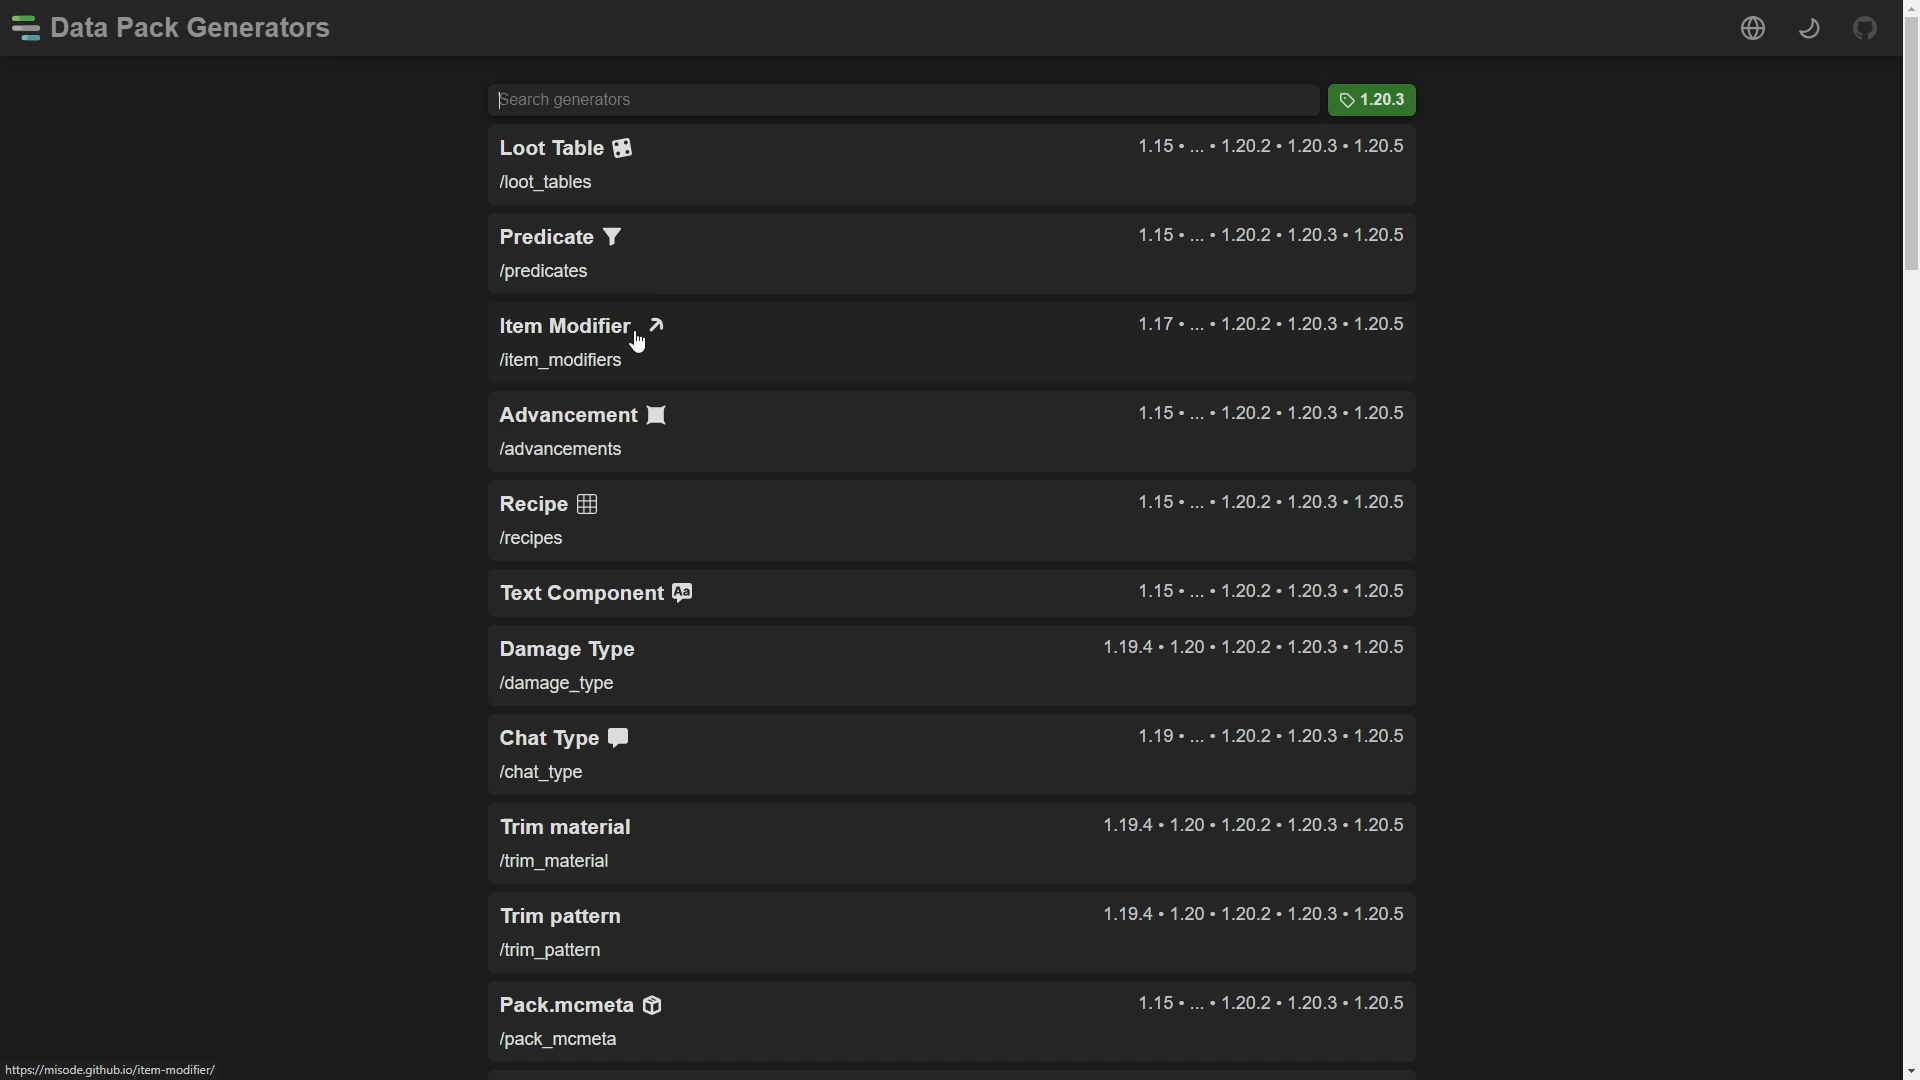 Data Pack Generators
Search generators
1.20.3
Loot Table
1.15 • ... • 1.20.2 • 1.20.3 • 1.20.5
/loot_tables
Predicate
1.15 • ... • 1.20.2 • 1.20.3 • 1.20.5
/predicates
Item Modifier
1.17 • ... • 1.20.2 • 1.20.3 • 1.20.5
/item_modifiers
Advancement
1.15 • ... • 1.20.2 • 1.20.3 • 1.20.5
/advancements
Recipe
1.15 • ... • 1.20.2 • 1.20.3 • 1.20.5
/recipes
Text Component Aa
1.15 • ... • 1.20.2 • 1.20.3 • 1.20.5
Damage Type
1.19.4 • 1.20 • 1.20.2 • 1.20.3 • 1.20.5
/damage_type
Chat Type
1.19 • ... • 1.20.2 • 1.20.3 • 1.20.5
/chat_type
Trim material
1.19.4 • 1.20 • 1.20.2 • 1.20.3 • 1.20.5
/trim_material
Trim pattern
1.19.4 • 1.20 • 1.20.2 • 1.20.3 • 1.20.5
/trim_pattern
Pack.mcmeta
1.15 • ... • 1.20.2 • 1.20.3 • 1.20.5
/pack_mcmeta
https://misode.github.io/item-modifier/